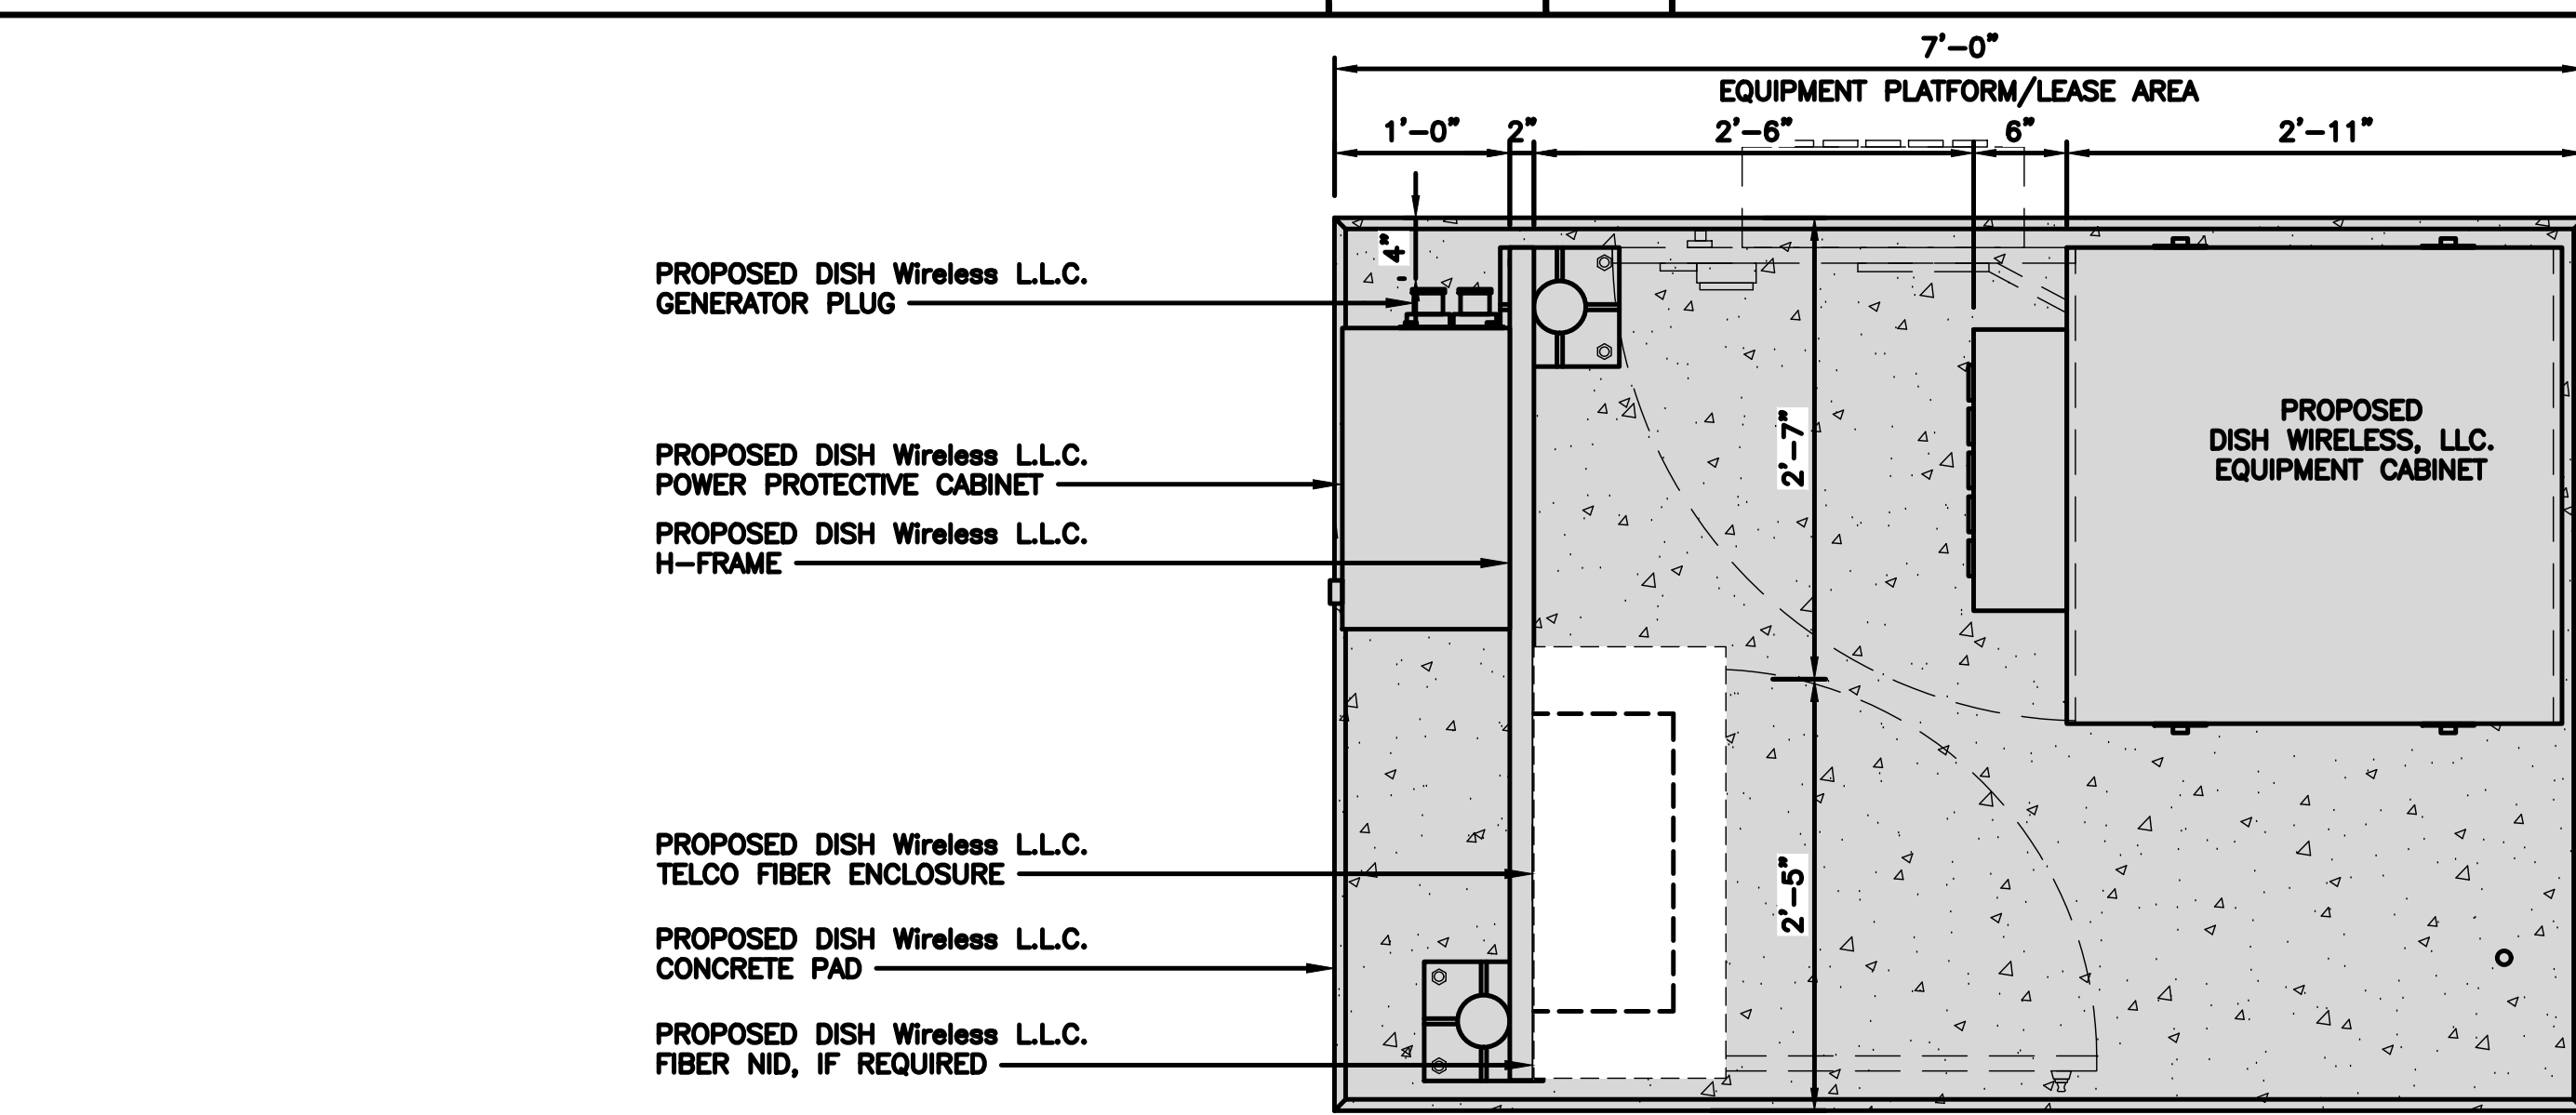 7'-0"
EQUIPMENT PLATFORM/LEASE AREA
1'-0" 2" 2'-6" 6" 2'-11"
4"
PROPOSED DISH Wireless L.L.C.
GENERATOR PLUG
PROPOSED
DISH WIRELESS, LLC.
EQUIPMENT CABINET
2'-7"
PROPOSED DISH Wireless L.L.C.
POWER PROTECTIVE CABINET
PROPOSED DISH Wireless L.L.C.
H-FRAME
PROPOSED DISH Wireless L.L.C.
TELCO FIBER ENCLOSURE
2'-5"
PROPOSED DISH Wireless L.L.C.
CONCRETE PAD
PROPOSED DISH Wireless L.L.C.
FIBER NID, IF REQUIRED